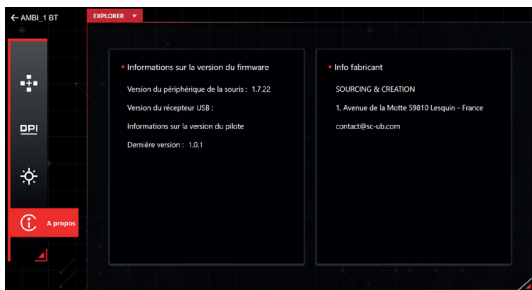 ← AMBI_1 BT
EXPLORER
Informations sur la version du firmware
Version du périphérique de la souris : 1.7.22
Version du récepteur USB :
Informations sur la version du pilote
Dernière version : 1.0.1
Info fabricant
SOURCING & CREATION
1, Avenue de la Motte 59810 Lesquin - France
contact@sc-ub.com
DPI
A propos